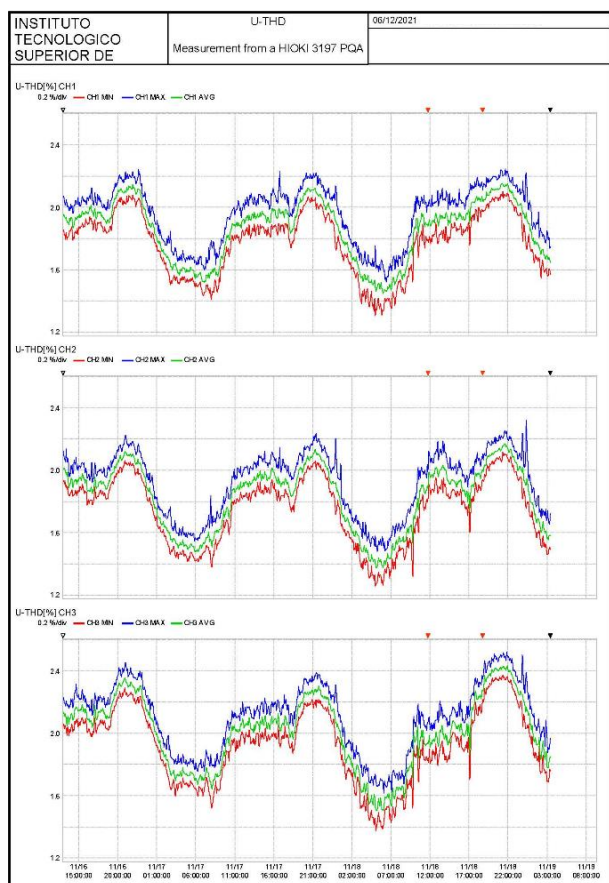 INSTITUTO
TECNOLOGICO
SUPERIOR DE
U-THD
Measurement from a HIOKI 3197 PQA
06/12/2021
U-THD[%] CH1
0.2 %/div CH1 MIN CH1 MAX CH1 AVG
2.4
2.0
1.6
1.2
U-THD[%] CH2
0.2 %/div CH2 MIN CH2 MAX CH2 AVG
2.4
2.0
1.6
1.2
U-THD[%] CH3
0.2 %/div CH3 MIN CH3 MAX CH3 AVG
2.4
2.0
1.6
1.2
11/16 11/16 11/17 11/17 11/17 11/17 11/17 11/18 11/18 11/18 11/18 11/18 11/19 11/19
15:00:00 20:00:00 01:00:00 06:00:00 11:00:00 16:00:00 21:00:00 02:00:00 07:00:00 12:00:00 17:00:00 22:00:00 03:00:00 08:00:00